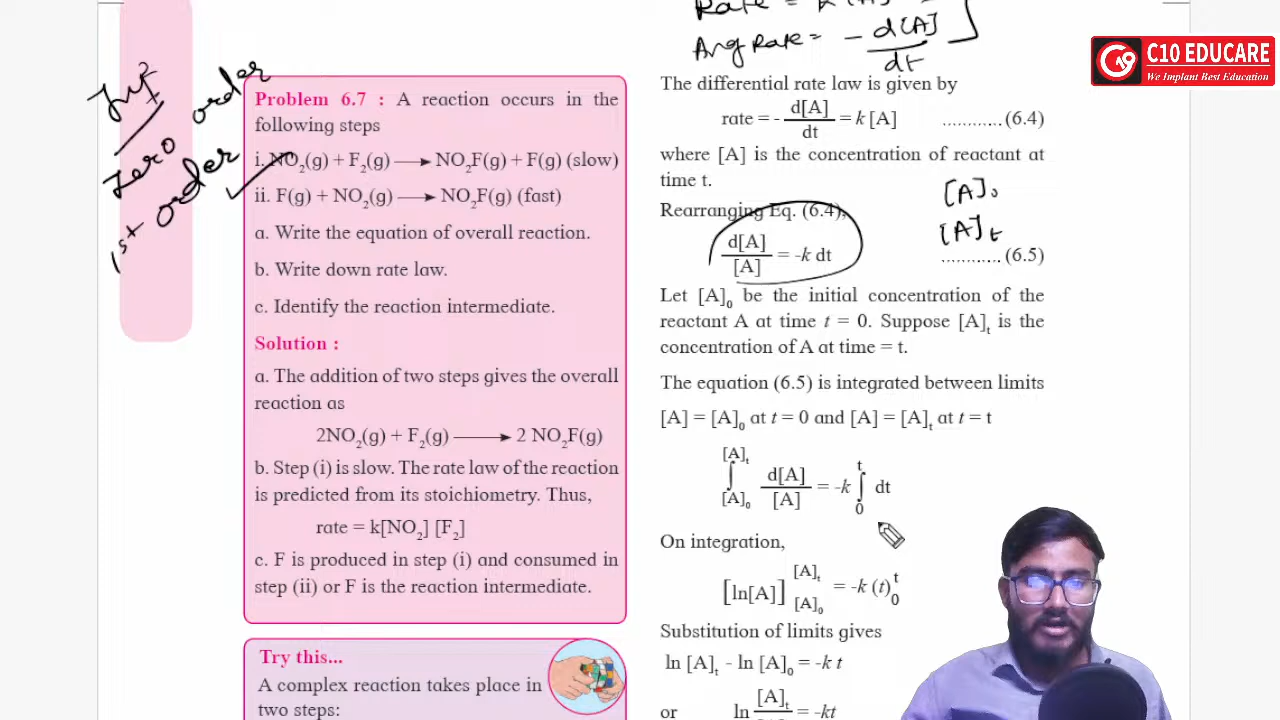 Rate = k [A]
Avg Rate = - d[A]
dt
C10 EDUCARE
We Implant Best Education
zero order
1st order
Problem 6.7 : A reaction occurs in the
following steps
i. NO₂(g) + F₂(g) ⟶ NO₂F(g) + F(g) (slow)
ii. F(g) + NO₂(g) ⟶ NO₂F(g) (fast)
a. Write the equation of overall reaction.
b. Write down rate law.
c. Identify the reaction intermediate.
Solution :
a. The addition of two steps gives the overall
reaction as
2NO₂(g) + F₂(g) ⟶ 2 NO₂F(g)
b. Step (i) is slow. The rate law of the reaction
is predicted from its stoichiometry. Thus,
rate = k[NO₂] [F₂]
c. F is produced in step (i) and consumed in
step (ii) or F is the reaction intermediate.
Try this...
A complex reaction takes place in
two steps:
The differential rate law is given by
rate = - d[A]/dt = k [A] ............ (6.4)
where [A] is the concentration of reactant at
time t.
Rearranging Eq. (6.4),
d[A]/[A] = -k dt ............ (6.5)
[A]₀
[A]t
Let [A]₀ be the initial concentration of the
reactant A at time t = 0. Suppose [A]t is the
concentration of A at time = t.
The equation (6.5) is integrated between limits
[A] = [A]₀ at t = 0 and [A] = [A]t at t = t
∫[A]₀[A]t d[A]/[A] = -k ∫0t dt
On integration,
[ln[A]] [A]t [A]₀ = -k (t) t 0
Substitution of limits gives
ln [A]t - ln [A]₀ = -k t
or ln [A]t = -kt